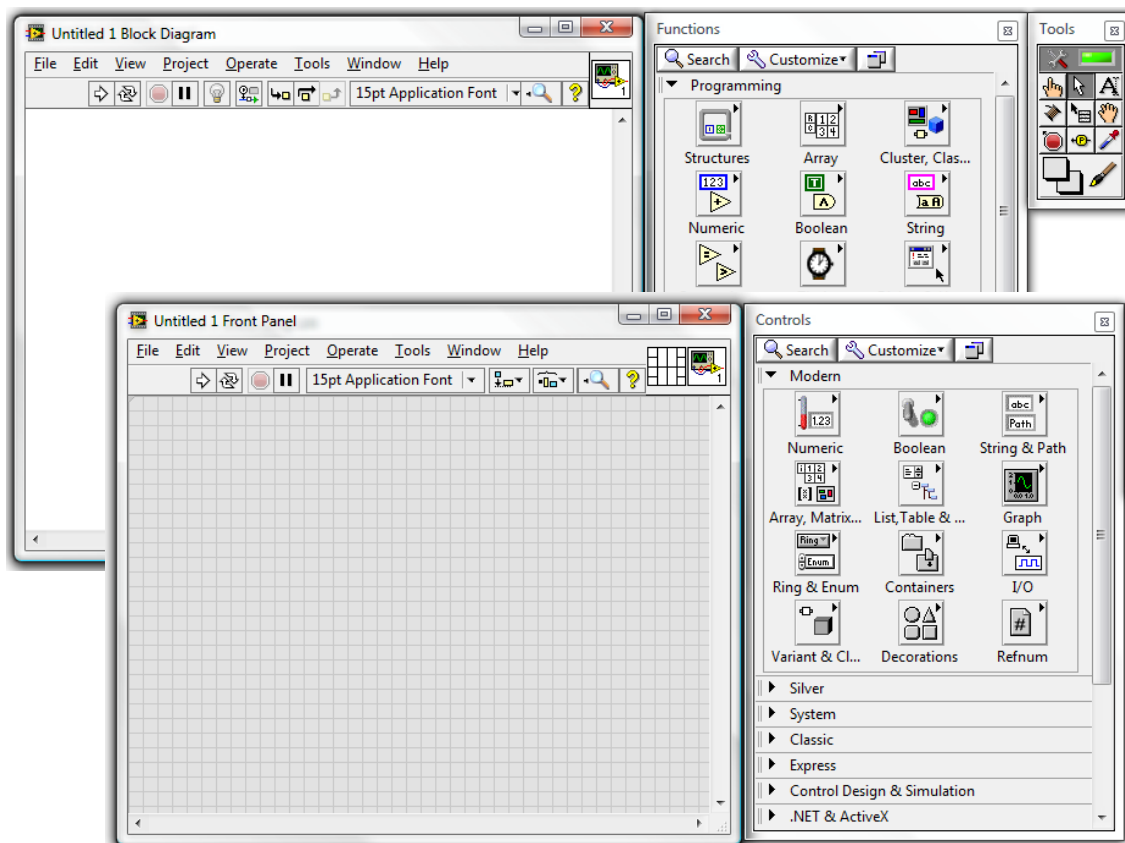 Untitled 1 Block Diagram
File Edit View Project Operate Tools Window Help
15pt Application Font
1
Functions
Search Customize
Programming
Structures Array Cluster, Clas...
Numeric Boolean String
Tools
Untitled 1 Front Panel
File Edit View Project Operate Tools Window Help
15pt Application Font
1
Controls
Search Customize
Modern
1.23
abc
Path
Numeric Boolean String & Path
Array, Matrix... List, Table & ... Graph
Ring
Enum
Ring & Enum Containers I/O
#
Variant & Cl... Decorations Refnum
Silver
System
Classic
Express
Control Design & Simulation
.NET & ActiveX